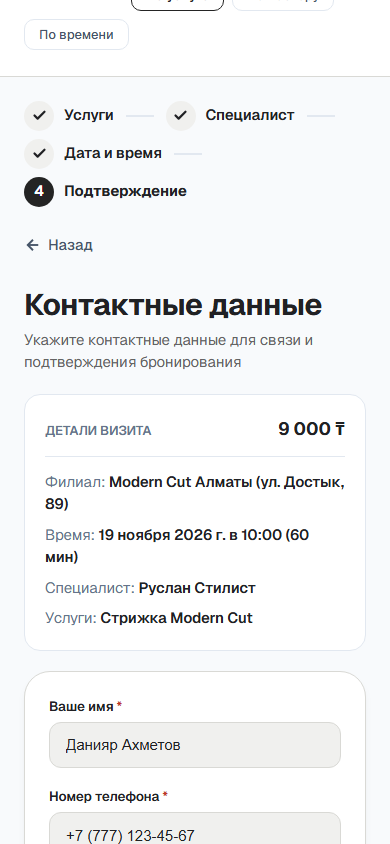 По времени
Услуги
Специалист
Дата и время
4 Подтверждение
Назад
Контактные данные
Укажите контактные данные для связи и
подтверждения бронирования
ДЕТАЛИ ВИЗИТА 9 000 ₸
Филиал: Modern Cut Алматы (ул. Достык,
89)
Время: 19 ноября 2026 г. в 10:00 (60
мин)
Специалист: Руслан Стилист
Услуги: Стрижка Modern Cut
Ваше имя *
Данияр Ахметов
Номер телефона *
+7 (777) 123-45-67